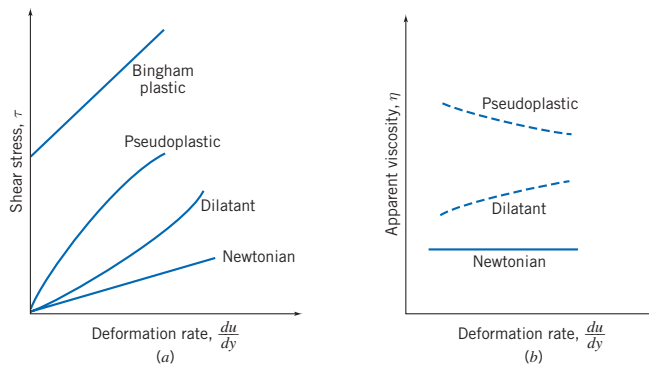 Shear stress, τ
Bingham
plastic
Pseudoplastic
Dilatant
Newtonian
Deformation rate, du/dy
(a)
Apparent viscosity, η
Pseudoplastic
Dilatant
Newtonian
Deformation rate, du/dy
(b)